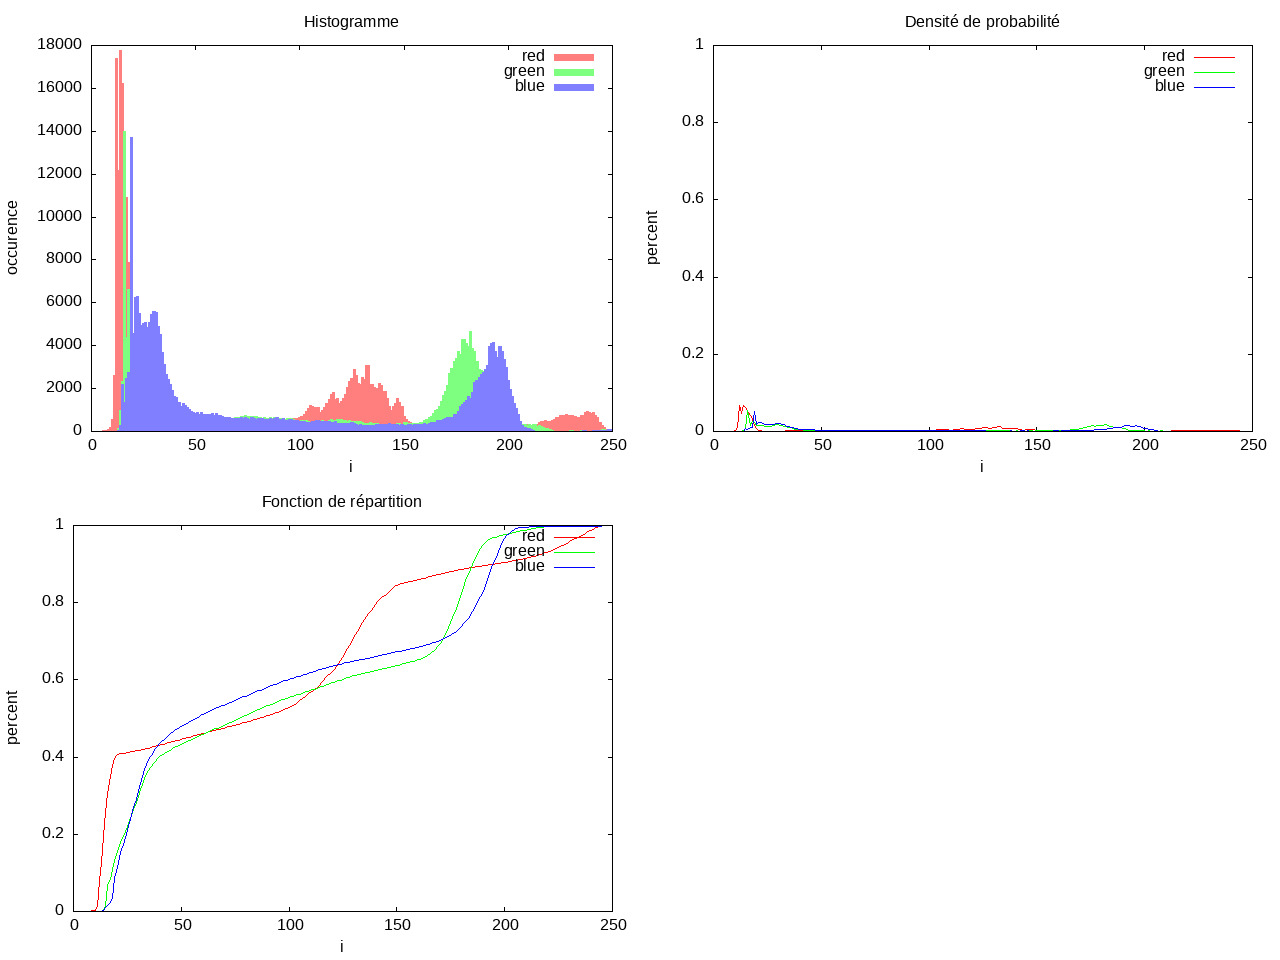 Histogramme
18000
16000
14000
12000
10000
8000
6000
4000
2000
0
occurence
red
green
blue
0 50 100 150 200 250
i
Densité de probabilité
1
0.8
0.6
0.4
0.2
0
percent
red
green
blue
0 50 100 150 200 250
i
Fonction de répartition
1
0.8
0.6
0.4
0.2
0
percent
red
green
blue
0 50 100 150 200 250
i